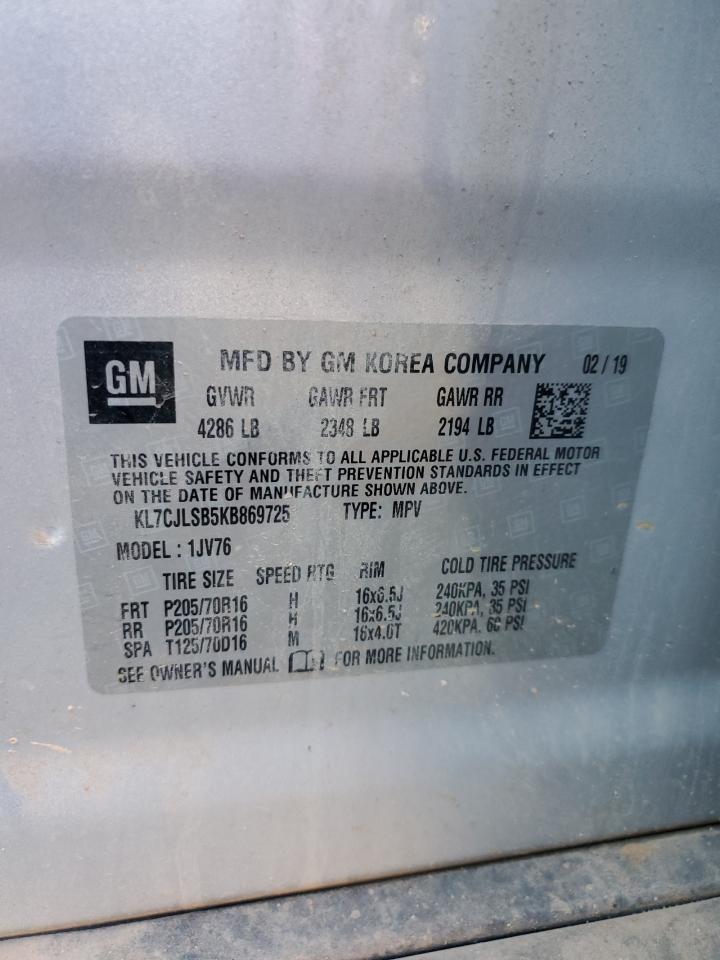 GM MFD BY GM KOREA COMPANY 02/19
GVWR GAWR FRT GAWR RR
4286 LB 2348 LB 2194 LB
THIS VEHICLE CONFORMS TO ALL APPLICABLE U.S. FEDERAL MOTOR
VEHICLE SAFETY AND THEFT PREVENTION STANDARDS IN EFFECT
ON THE DATE OF MANUFACTURE SHOWN ABOVE.
KL7CJLSB5KB869725 TYPE: MPV
MODEL : 1JV76
TIRE SIZE SPEED RTG RIM COLD TIRE PRESSURE
FRT P205/70R16 H 16x6.5J 240KPA, 35 PSI
RR P205/70R16 H 16x6.5J 240KPA, 35 PSI
SPA T125/70D16 M 16x4.0T 420KPA, 60 PSI
SEE OWNER'S MANUAL FOR MORE INFORMATION.